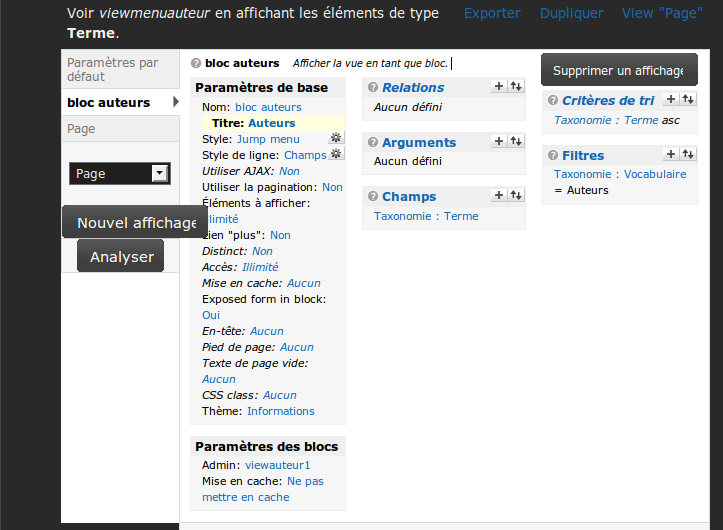 Voir viewmenuauteur en affichant les éléments de type
Terme.
Exporter Dupliquer View "Page"
Paramètres par
défaut
bloc auteurs
Page
Page
Nouvel affichage
Analyser
bloc auteurs Afficher la vue en tant que bloc.
Paramètres de base
Nom: bloc auteurs
Titre: Auteurs
Style: Jump menu
Style de ligne: Champs
Utiliser AJAX: Non
Utiliser la pagination: Non
Éléments à afficher:
Illimité
Lien "plus": Non
Distinct: Non
Accès: Illimité
Mise en cache: Aucun
Exposed form in block:
Oui
En-tête: Aucun
Pied de page: Aucun
Texte de page vide:
Aucun
CSS class: Aucun
Thème: Informations
Paramètres des blocs
Admin: viewauteur1
Mise en cache: Ne pas
mettre en cache
Relations
Aucun défini
Arguments
Aucun défini
Champs
Taxonomie : Terme
Supprimer un affichage
Critères de tri
Taxonomie : Terme asc
Filtres
Taxonomie : Vocabulaire
= Auteurs